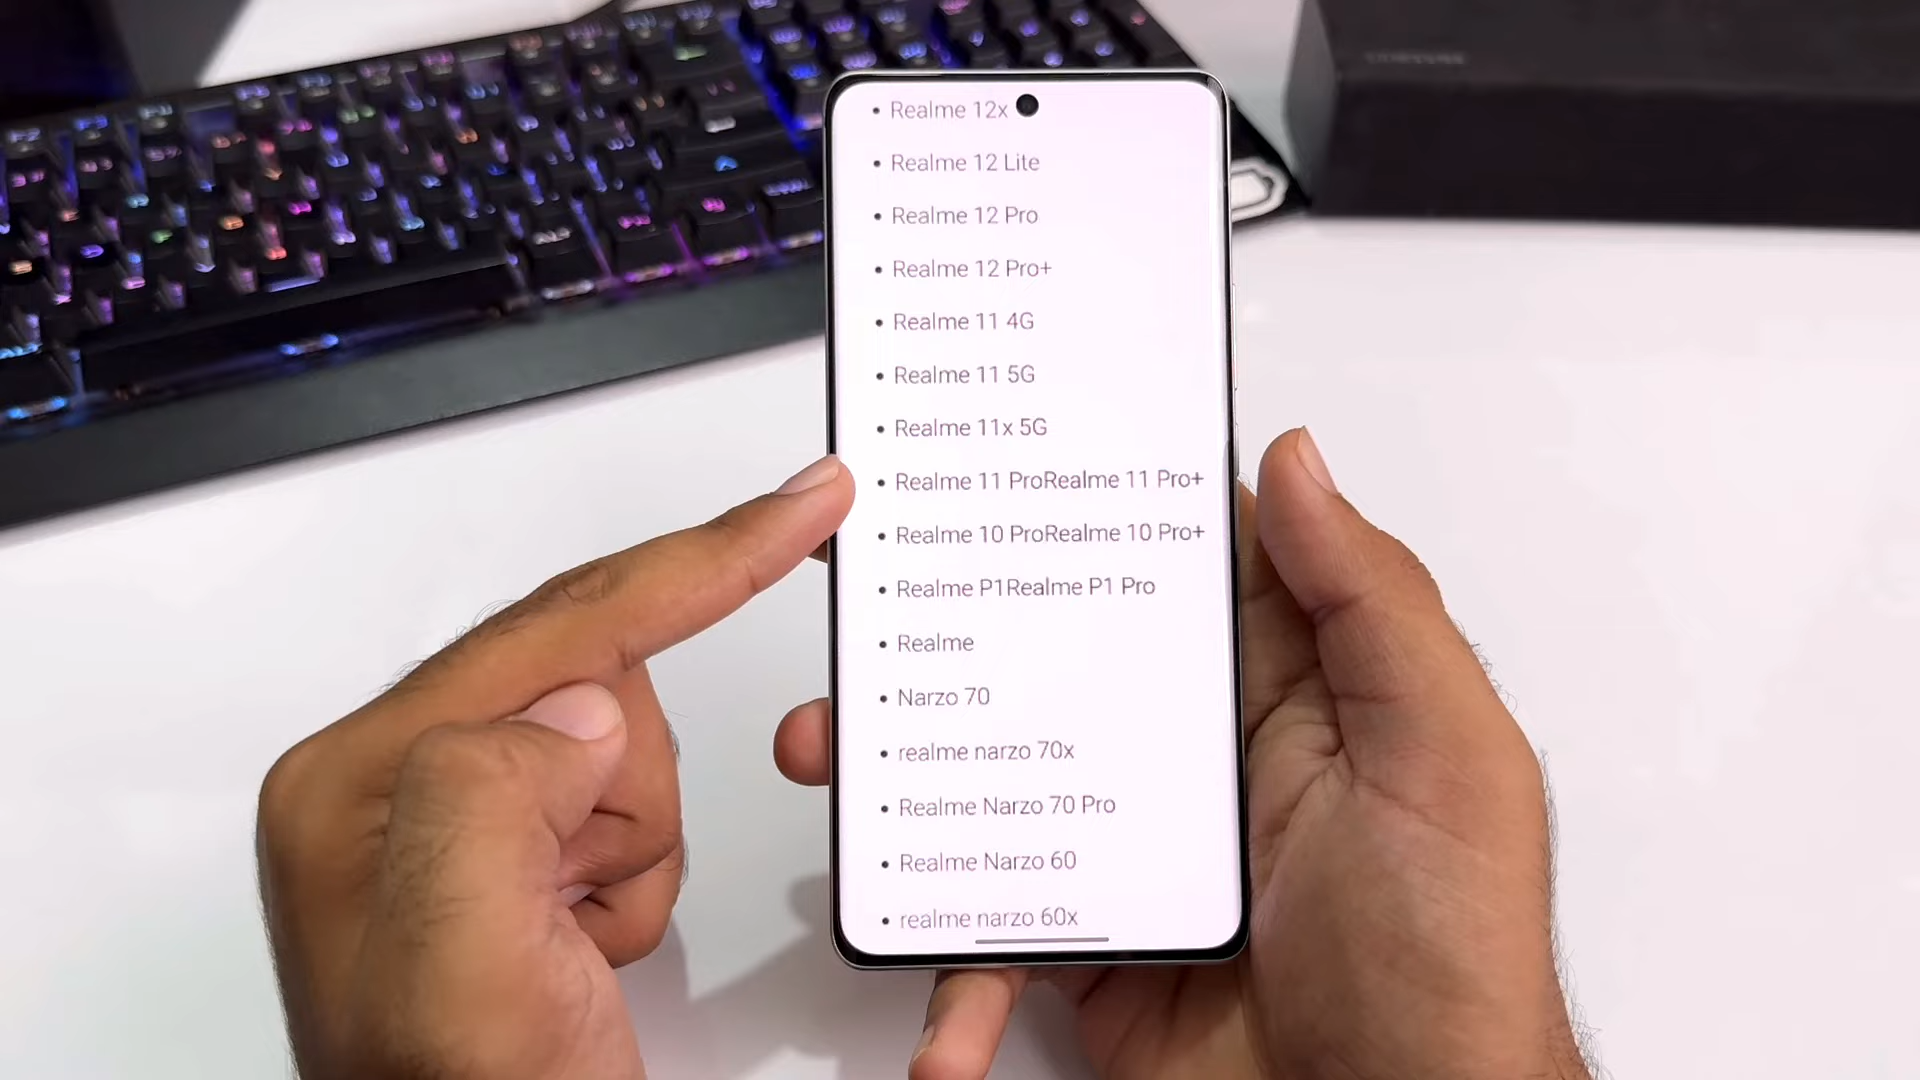 Realme 12x
Realme 12 Lite
Realme 12 Pro
Realme 12 Pro+
Realme 11 4G
Realme 11 5G
Realme 11x 5G
Realme 11 ProRealme 11 Pro+
Realme 10 ProRealme 10 Pro+
Realme P1Realme P1 Pro
Realme
Narzo 70
realme narzo 70x
Realme Narzo 70 Pro
Realme Narzo 60
realme narzo 60x